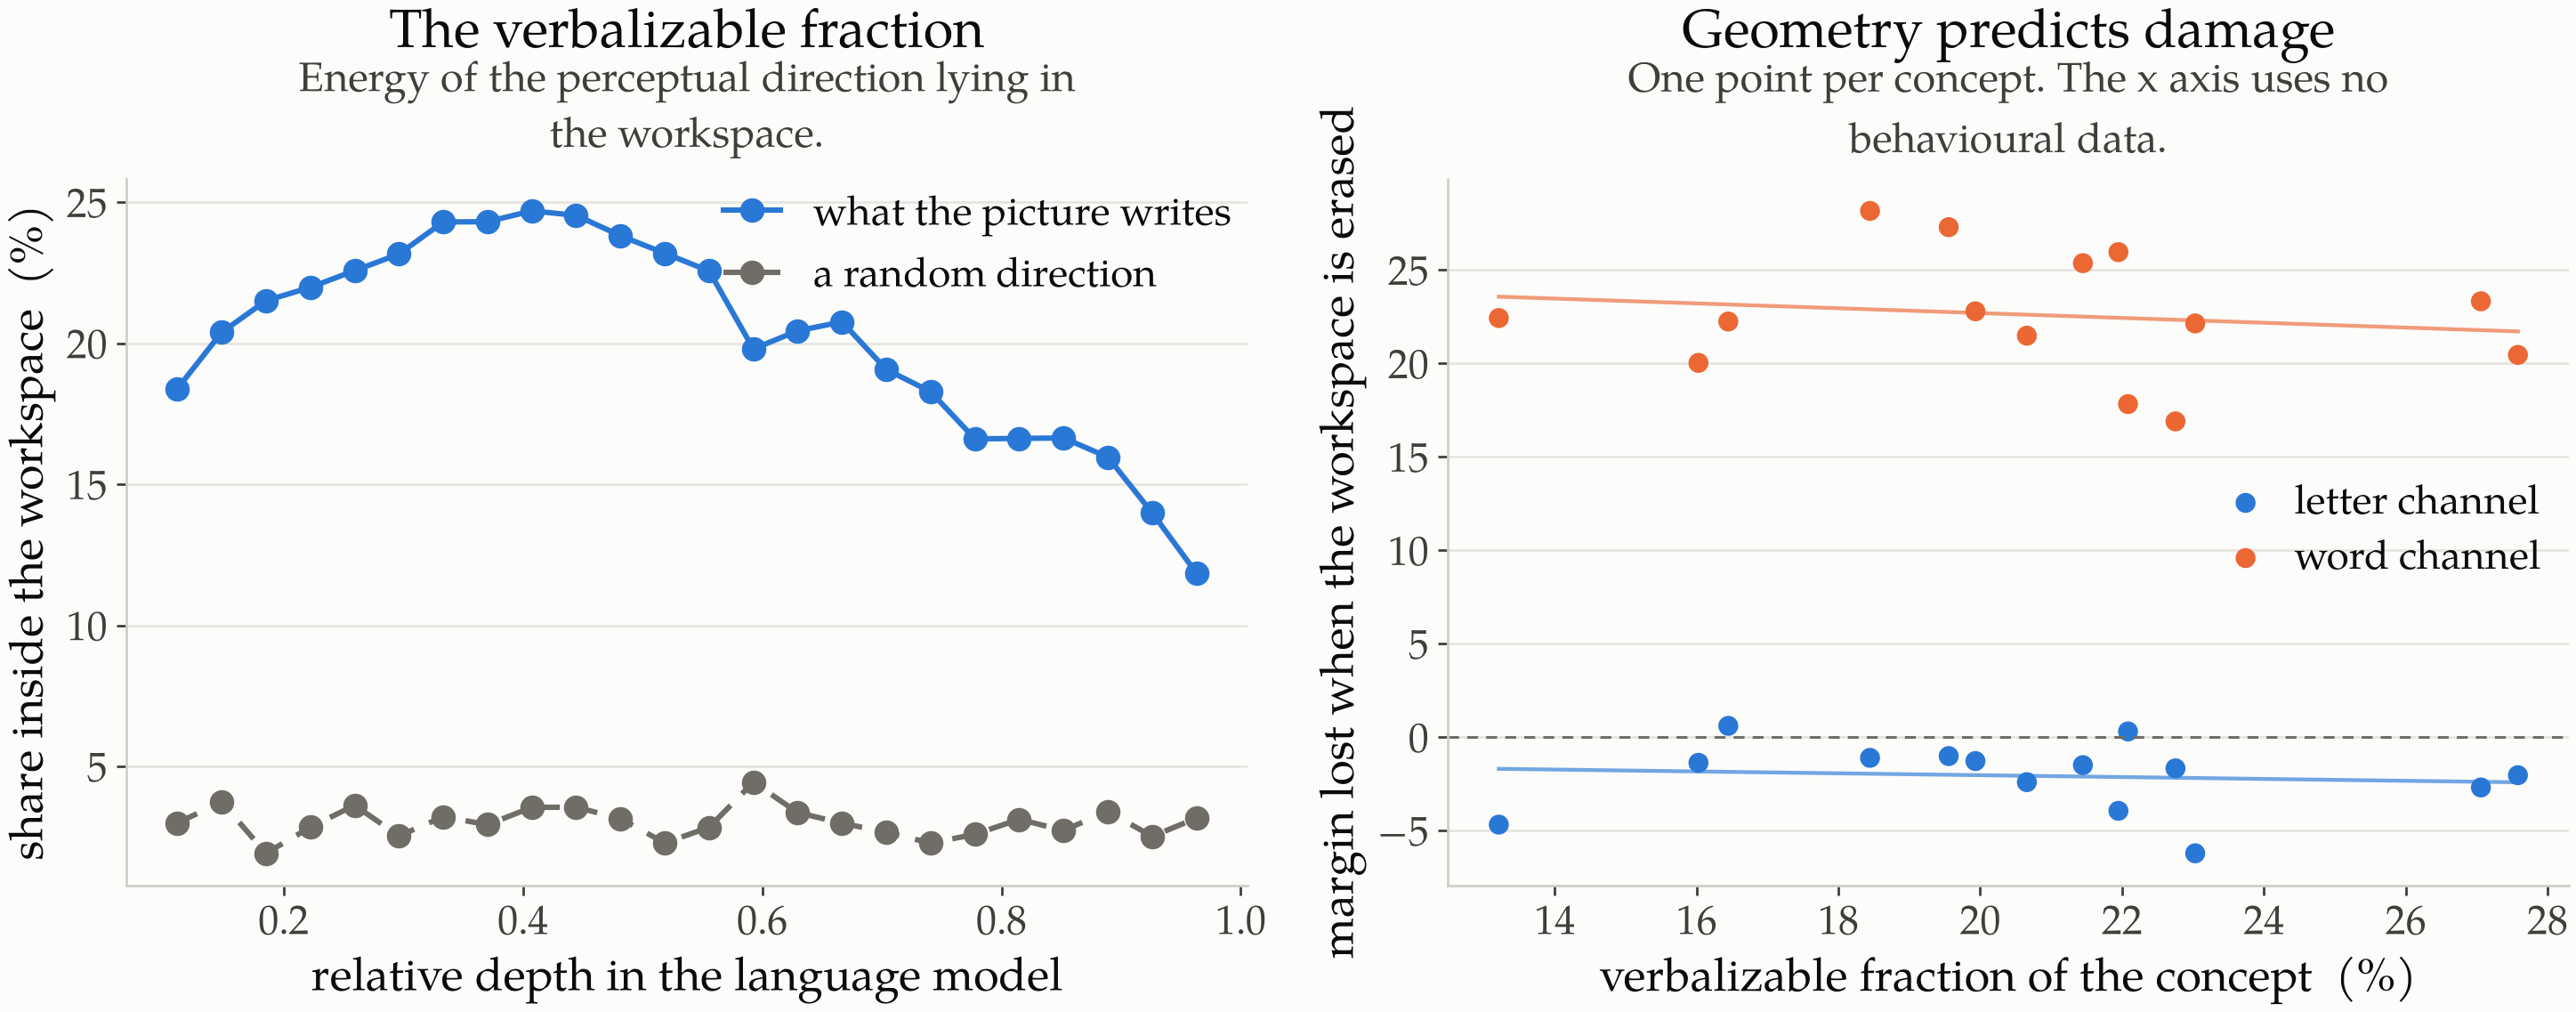 The verbalizable fraction
Energy of the perceptual direction lying in
the workspace.
share inside the workspace (%)
25
20
15
10
5
what the picture writes
a random direction
0.2
0.4
0.6
0.8
1.0
relative depth in the language model
Geometry predicts damage
One point per concept. The x axis uses no
behavioural data.
margin lost when the workspace is erased
25
20
15
10
5
0
−5
letter channel
word channel
14
16
18
20
22
24
26
28
verbalizable fraction of the concept (%)